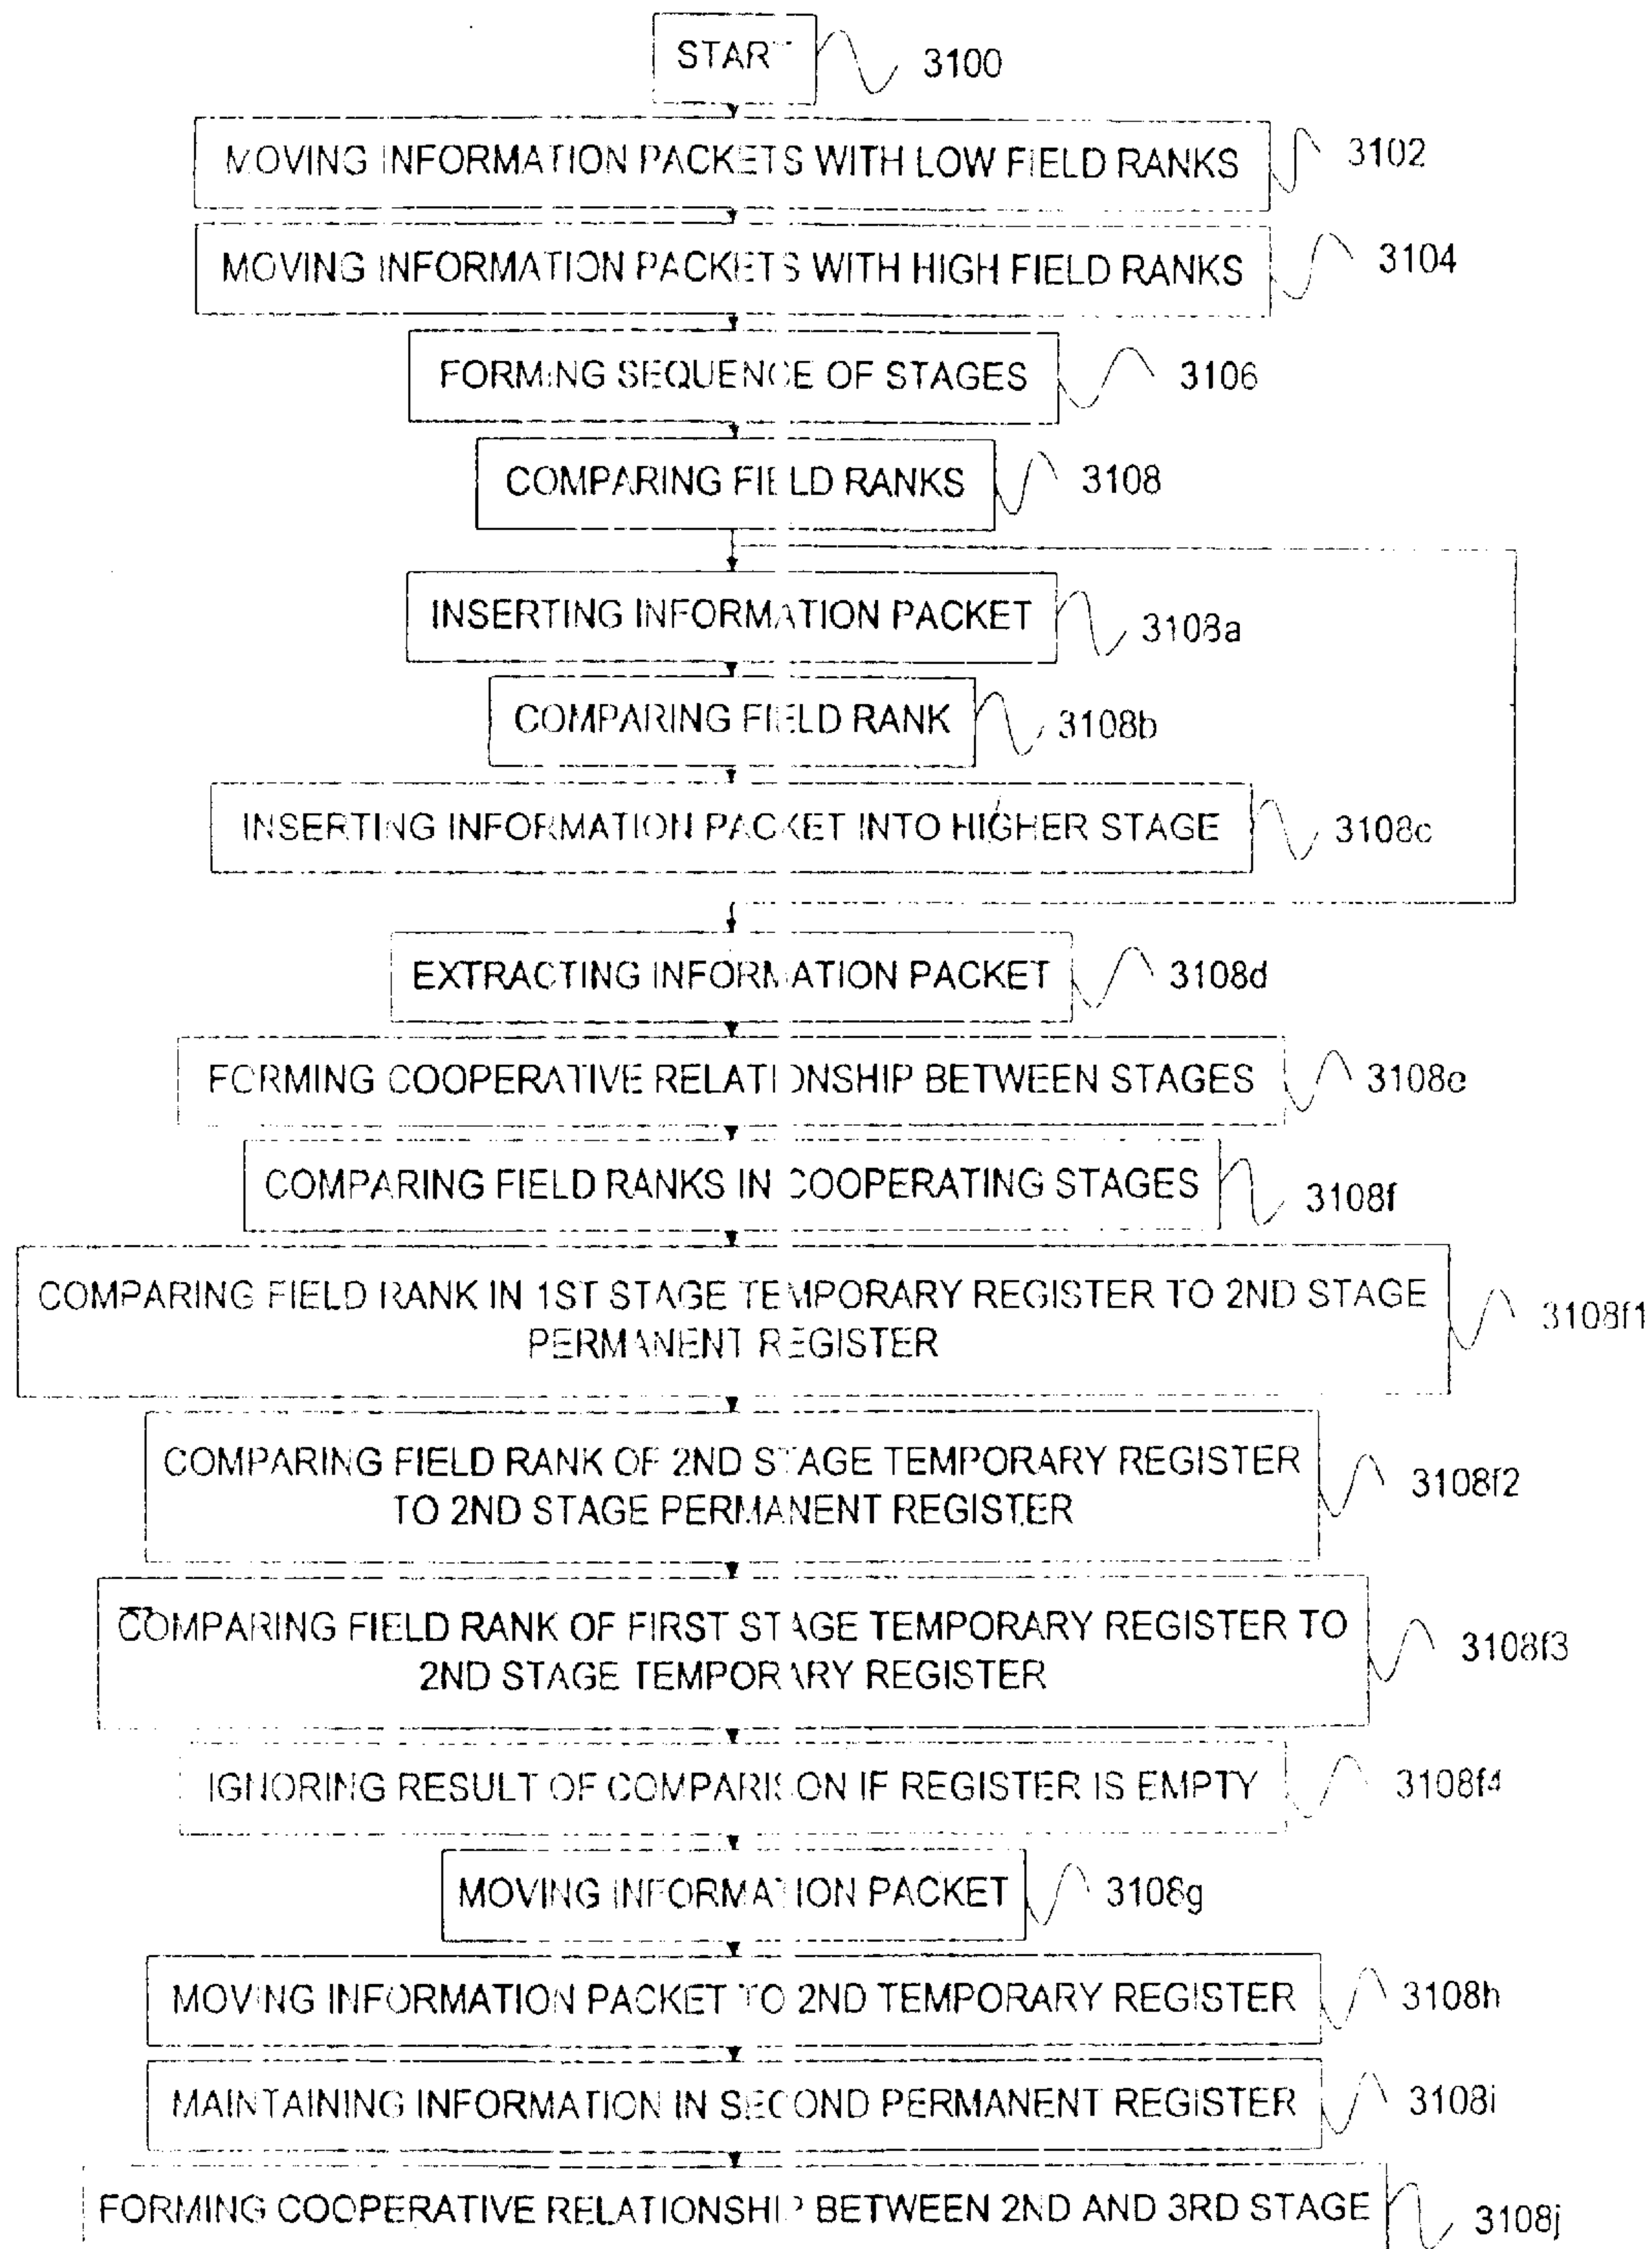 START
3100
MOVING INFORMATION PACKETS WITH LOW FIELD RANKS
3102
MOVING INFORMATION PACKETS WITH HIGH FIELD RANKS
3104
FORMING SEQUENCE OF STAGES
3106
COMPARING FIELD RANKS
3108
INSERTING INFORMATION PACKET
3108a
COMPARING FIELD RANK
3108b
INSERTING INFORMATION PACKET INTO HIGHER STAGE
3108c
EXTRACTING INFORMATION PACKET
3108d
FORMING COOPERATIVE RELATIONSHIP BETWEEN STAGES
3108e
COMPARING FIELD RANKS IN COOPERATING STAGES
3108f
COMPARING FIELD RANK IN 1ST STAGE TEMPORARY REGISTER TO 2ND STAGE
PERMANENT REGISTER
3108f1
COMPARING FIELD RANK OF 2ND STAGE TEMPORARY REGISTER
TO 2ND STAGE PERMANENT REGISTER
3108f2
COMPARING FIELD RANK OF FIRST STAGE TEMPORARY REGISTER TO
2ND STAGE TEMPORARY REGISTER
3108f3
IGNORING RESULT OF COMPARISON IF REGISTER IS EMPTY
3108f4
MOVING INFORMATION PACKET
3108g
MOVING INFORMATION PACKET TO 2ND TEMPORARY REGISTER
3108h
MAINTAINING INFORMATION IN SECOND PERMANENT REGISTER
3108i
FORMING COOPERATIVE RELATIONSHIP BETWEEN 2ND AND 3RD STAGE
3108j